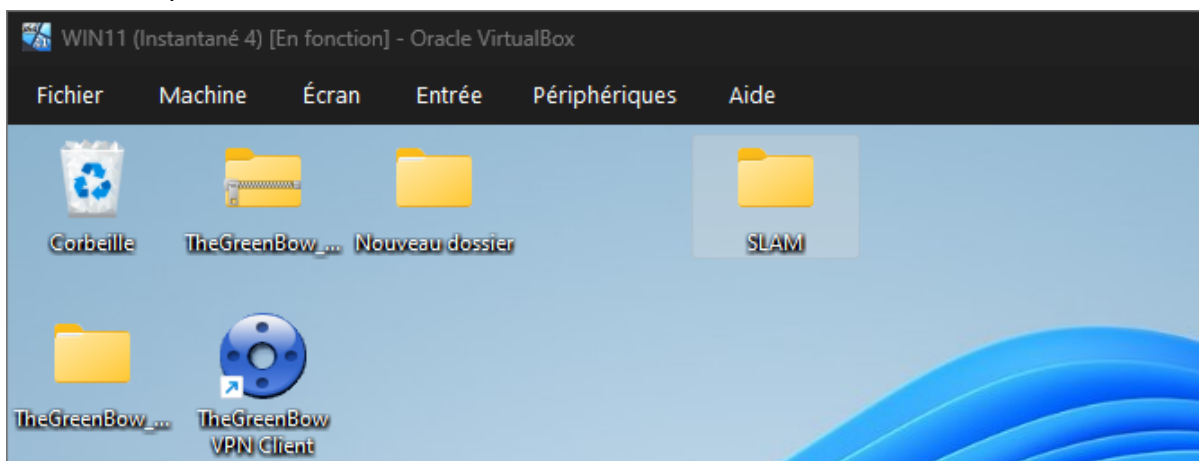 WIN11 (Instantané 4) [En fonction] - Oracle VirtualBox
Fichier Machine Écran Entrée Périphériques Aide
Corbeille TheGreenBow_... Nouveau dossier SLAM
TheGreenBow_... TheGreenBow
VPN Client